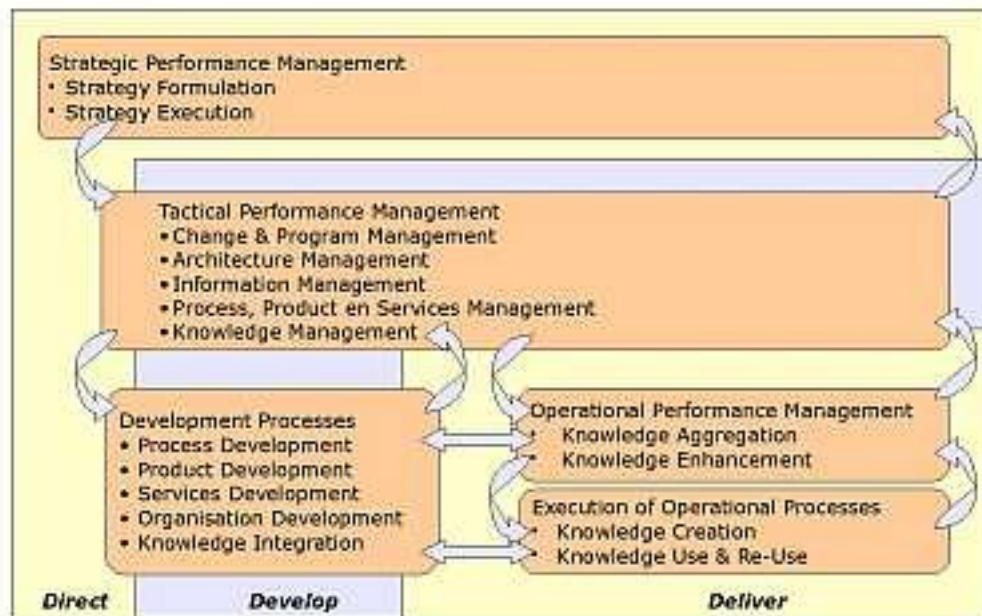 Strategic Performance Management
• Strategy Formulation
• Strategy Execution
Tactical Performance Management
• Change & Program Management
• Architecture Management
• Information Management
• Process, Product en Services Management
• Knowledge Management
Development Processes
• Process Development
• Product Development
• Services Development
• Organisation Development
• Knowledge Integration
Operational Performance Management
• Knowledge Aggregation
• Knowledge Enhancement
Execution of Operational Processes
• Knowledge Creation
• Knowledge Use & Re-Use
Direct
Develop
Deliver